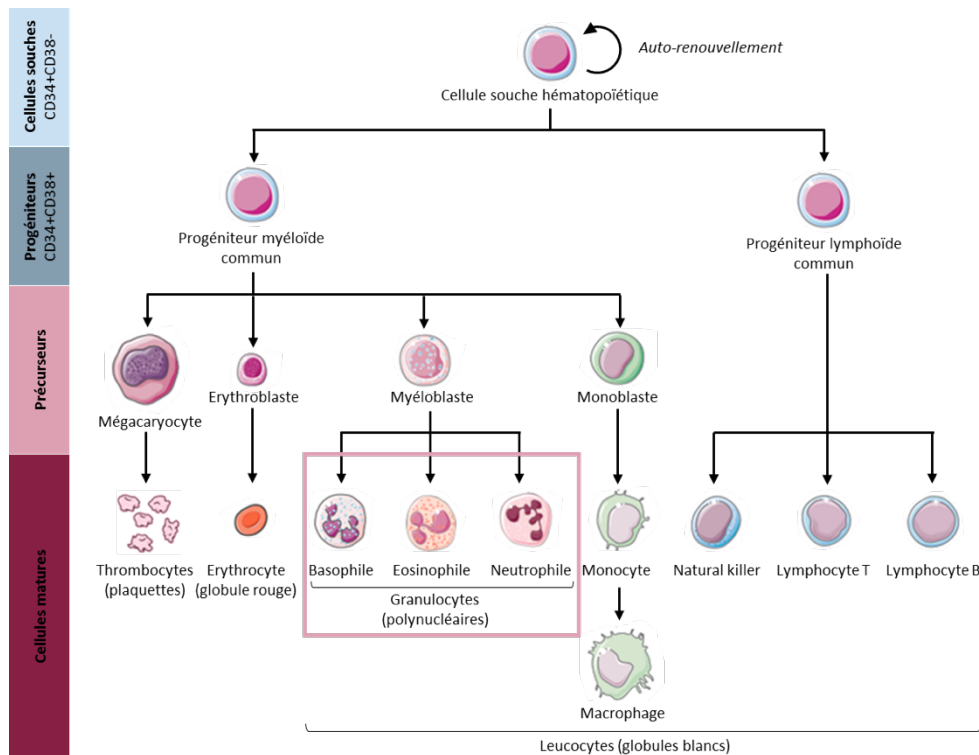 Cellules souches
CD34+CD38-
Auto-renouvellement
Cellule souche hématopoïétique
Progéniteurs
CD34+CD38+
Progéniteur myéloïde
commun
Progéniteur lymphoïde
commun
Précurseurs
Mégacaryocyte
Erythroblaste
Myéloblaste
Monoblaste
Cellules matures
Thrombocytes
(plaquettes)
Erythrocyte
(globule rouge)
Basophile
Eosinophile
Neutrophile
Granulocytes
(polynucléaires)
Monocyte
Natural killer
Lymphocyte T
Lymphocyte B
Macrophage
Leucocytes (globules blancs)